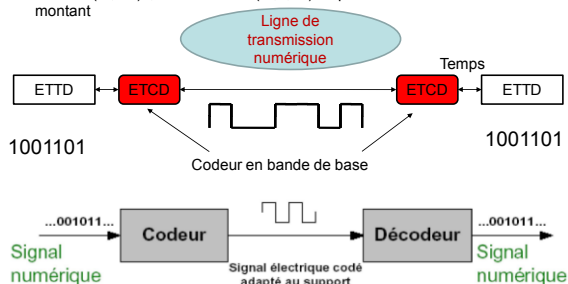 montant
Ligne de
transmission
numérique
Temps
ETTD
ETCD
ETCD
ETTD
1001101
1001101
Codeur en bande de base
...001011...
Codeur
Décodeur
...001011...
Signal
numérique
Signal électrique codé
adapté au support
Signal
numérique